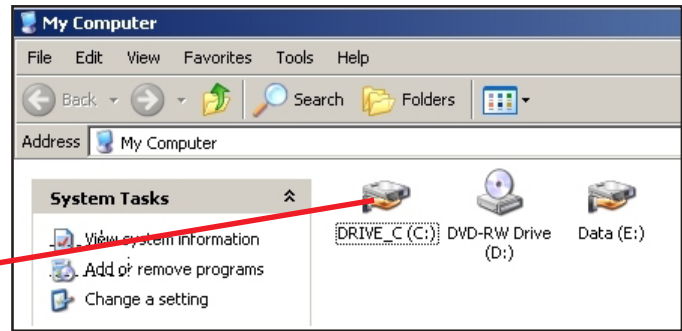 My Computer
File Edit View Favorites Tools Help
Back Search Folders
Address My Computer
System Tasks
View system information
Add or remove programs
Change a setting
DRIVE_C (C:) DVD-RW Drive (D:) Data (E:)